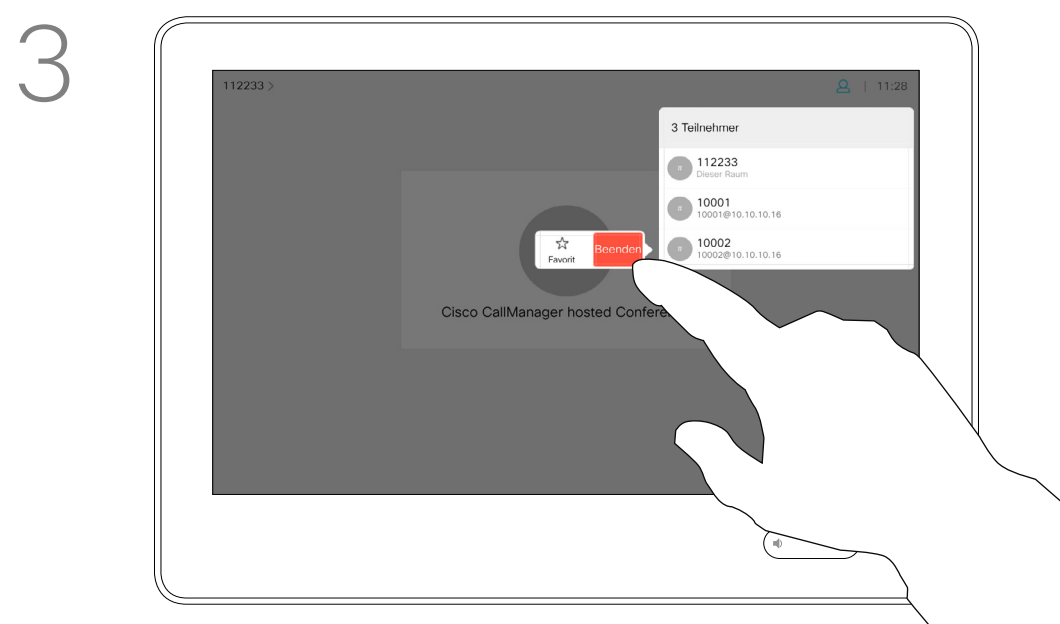 3
112233 >
11:28
3 Teilnehmer
112233
Dieser Raum
10001
10001@10.10.10.16
10002
10002@10.10.10.16
Favorit
Beenden
Cisco CallManager hosted Confere